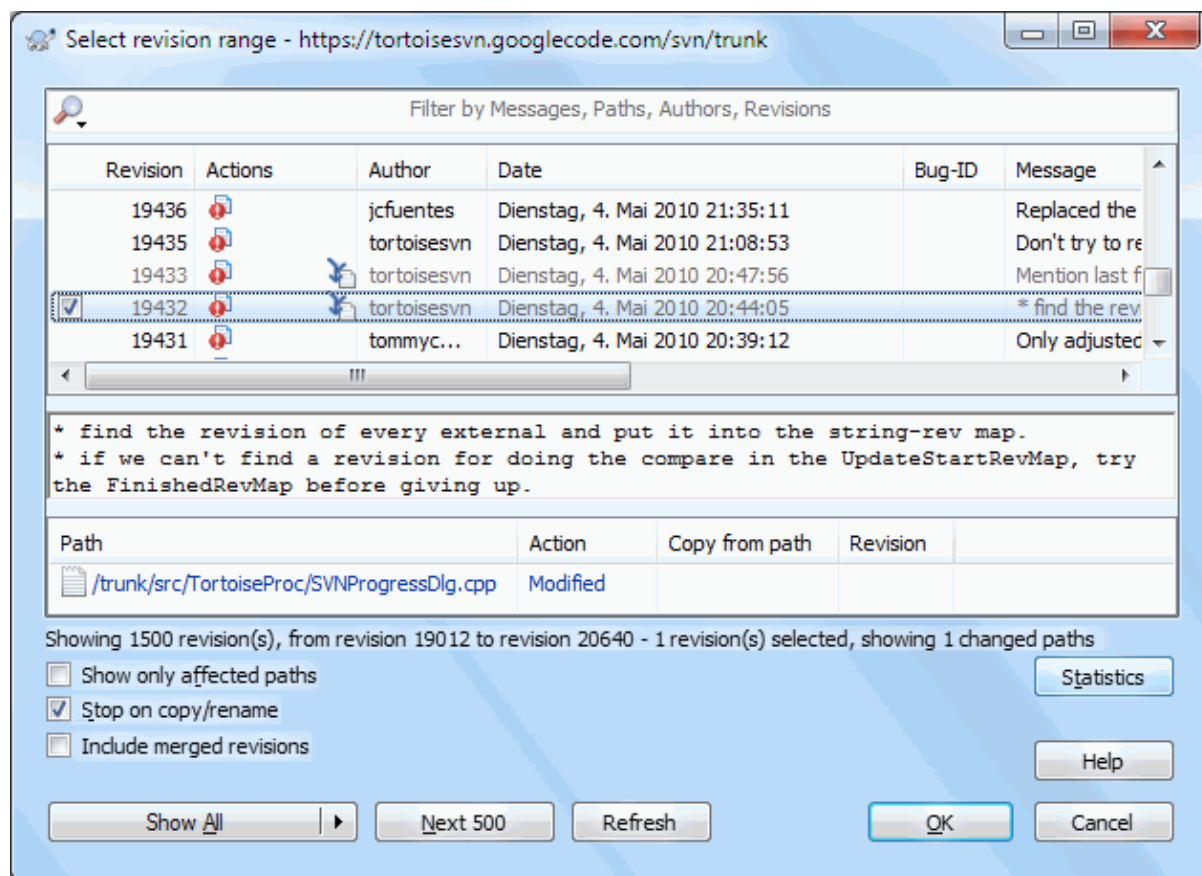 Select revision range - https://tortoisesvn.googlecode.com/svn/trunk
Filter by Messages, Paths, Authors, Revisions
Revision Actions Author Date Bug-ID Message
19436 jcfuentes Dienstag, 4. Mai 2010 21:35:11 Replaced the
19435 tortoisesvn Dienstag, 4. Mai 2010 21:08:53 Don't try to re
19433 tortoisesvn Dienstag, 4. Mai 2010 20:47:56 Mention last f
19432 tortoisesvn Dienstag, 4. Mai 2010 20:44:05 * find the rev
19431 tommyc... Dienstag, 4. Mai 2010 20:39:12 Only adjusted
* find the revision of every external and put it into the string-rev map.
* if we can't find a revision for doing the compare in the UpdateStartRevMap, try
the FinishedRevMap before giving up.
Path Action Copy from path Revision
/trunk/src/TortoiseProc/SVNProgressDlg.cpp Modified
Showing 1500 revision(s), from revision 19012 to revision 20640 - 1 revision(s) selected, showing 1 changed paths
Show only affected paths
Statistics
Stop on copy/rename
Include merged revisions
Help
Show All Next 500 Refresh OK Cancel